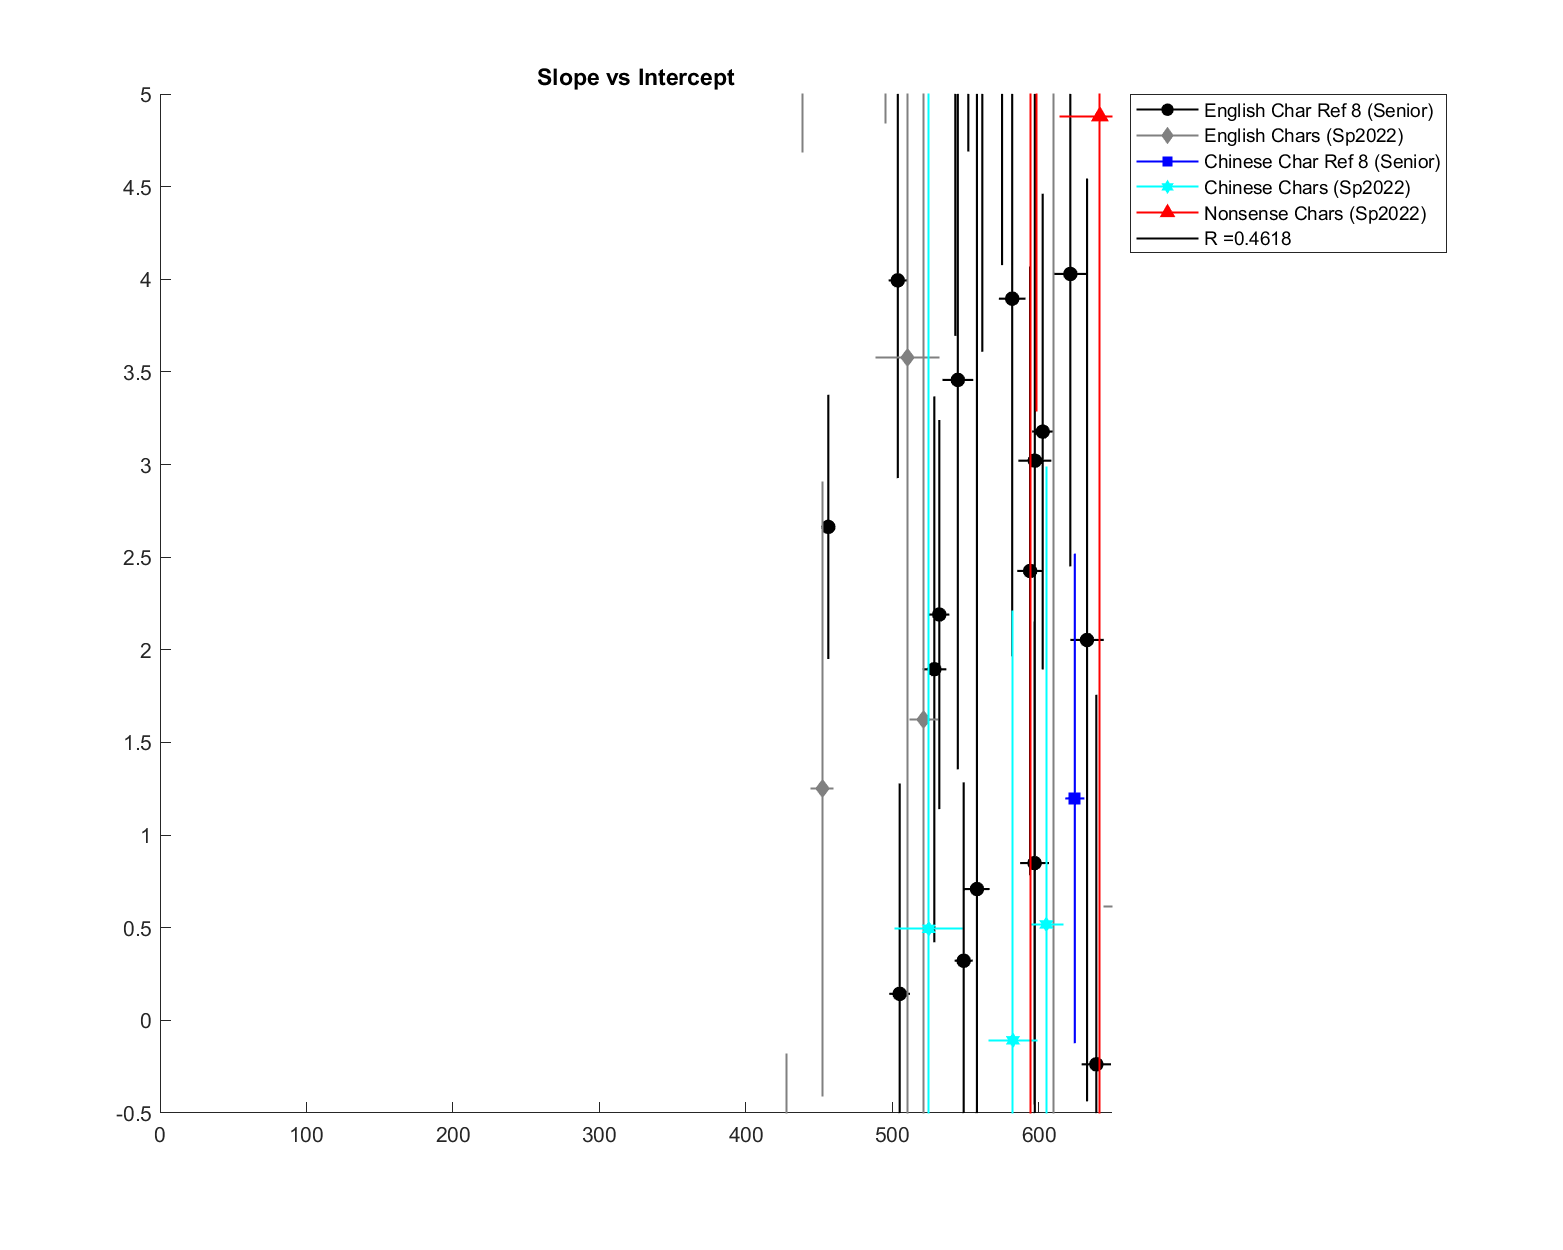 Slope vs Intercept
5
4.5
4
3.5
3
2.5
2
1.5
1
0.5
0
-0.5
0 100 200 300 400 500 600
English Char Ref 8 (Senior)
English Chars (Sp2022)
Chinese Char Ref 8 (Senior)
Chinese Chars (Sp2022)
Nonsense Chars (Sp2022)
R =0.4618